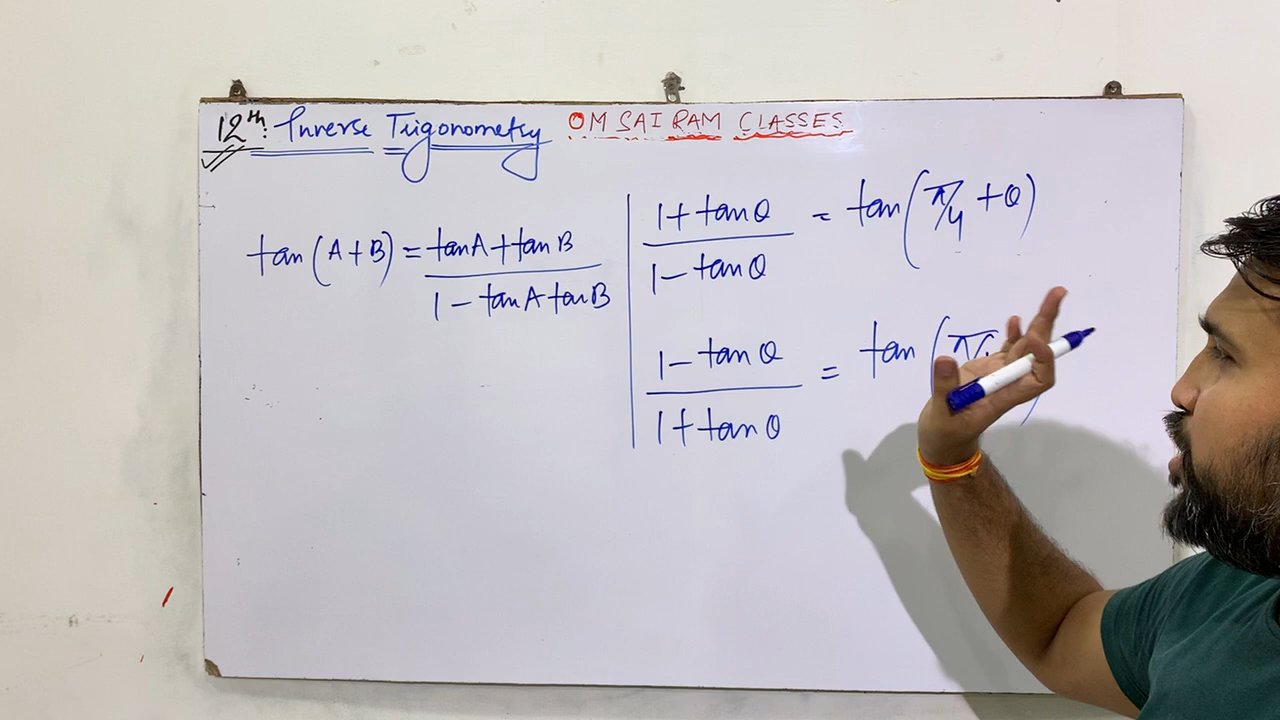 12th: Inverse Trigonometry OM SAI RAM CLASSES
tan(A+B) = tanA+tanB / 1 - tanA tanB
1+tanθ / 1-tanθ = tan(π/4 +θ)
1-tanθ / 1+tanθ = tan(π/4